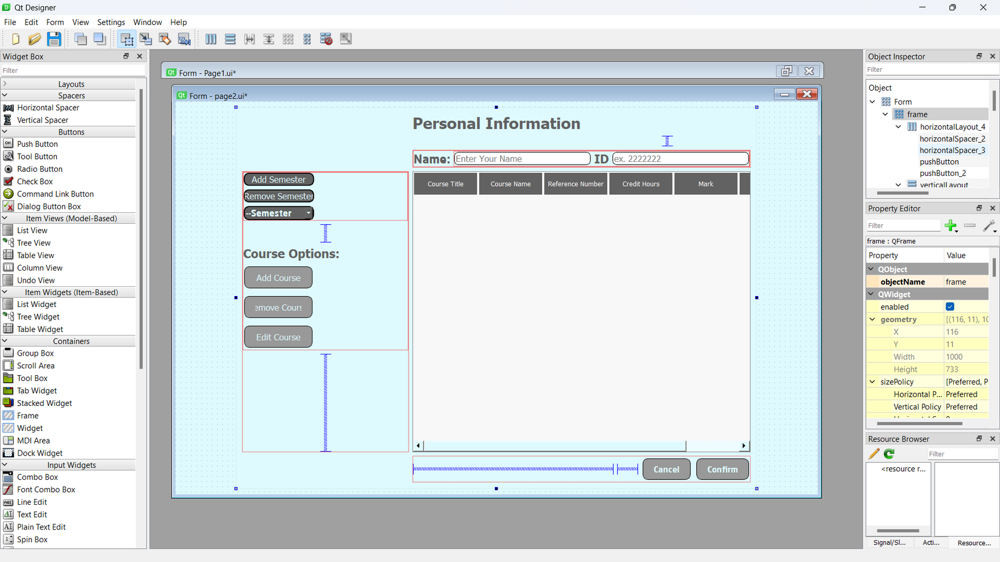 Qt Designer
File Edit Form View Settings Window Help
Widget Box
Filter
Layouts
Spacers
Horizontal Spacer
Vertical Spacer
Buttons
Push Button
Tool Button
Radio Button
Check Box
Command Link Button
Dialog Button Box
Item Views (Model-Based)
List View
Tree View
Table View
Column View
Undo View
Item Widgets (Item-Based)
List Widget
Tree Widget
Table Widget
Containers
Group Box
Scroll Area
Tool Box
Tab Widget
Stacked Widget
Frame
Widget
MDI Area
Dock Widget
Input Widgets
Combo Box
Font Combo Box
Line Edit
Text Edit
Plain Text Edit
Spin Box
Form - Page1.ui*
Form - page2.ui*
Personal Information
Name: Enter Your Name ID ex. 2222222
Add Semester
Remove Semester
--Semester
Course Options:
Add Course
emove Cours
Edit Course
Course Title Course Name Reference Number Credit Hours Mark
Cancel Confirm
Object Inspector
Filter
Object
Form
frame
horizontalLayout_4
horizontalSpacer_2
horizontalSpacer_3
pushButton
pushButton_2
verticalLayout
Property Editor
Filter
frame : QFrame
Property Value
QObject
objectName frame
QWidget
enabled
geometry [(116, 11), 10
X 116
Y 11
Width 1000
Height 733
sizePolicy [Preferred, P
Horizontal P... Preferred
Vertical Policy Preferred
Resource Browser
Filter
<resource r...
Signal/Sl... Acti... Resource...